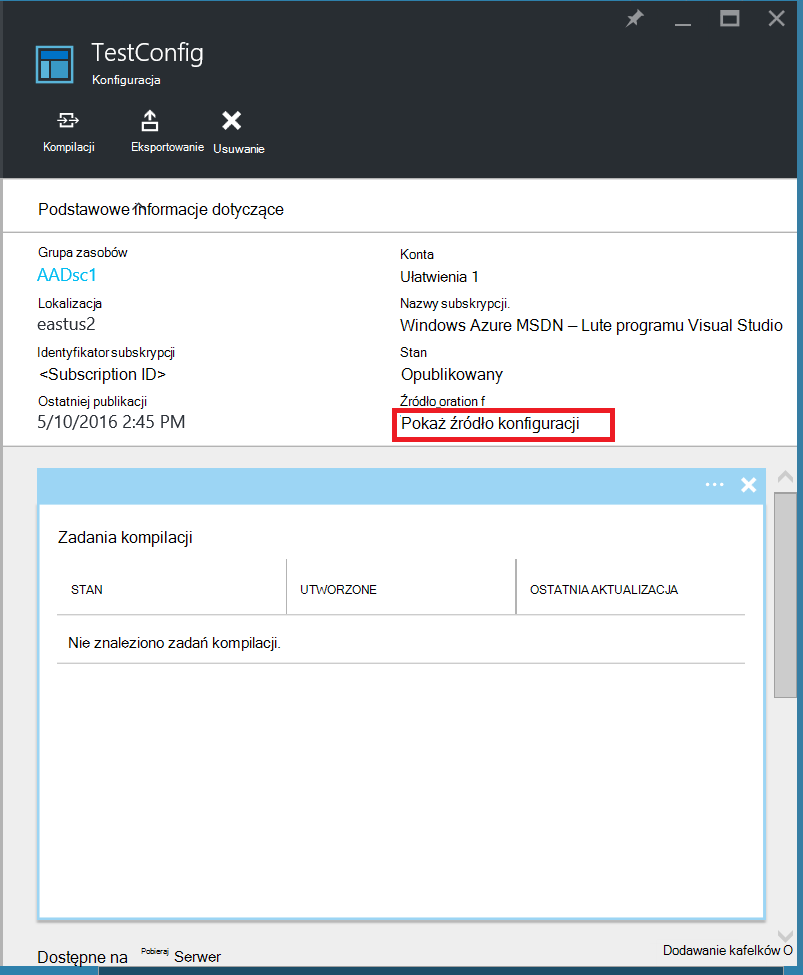 TestConfig
Konfiguracja
Kompilacji
Eksportowanie
Usuwanie
Podstawowe informacje dotyczące
Grupa zasobów
AADsc1
Lokalizacja
eastus2
Identyfikator subskrypcji
<Subscription ID>
Ostatniej publikacji
5/10/2016 2:45 PM
Konta
Ułatwienia 1
Nazwy subskrypcji.
Windows Azure MSDN – Lute programu Visual Studio
Stan
Opublikowany
Źródło oration f
Pokaż źródło konfiguracji
Zadania kompilacji
STAN UTWORZONE OSTATNIA AKTUALIZACJA
Nie znaleziono zadań kompilacji.
Dostępne na Pobieraj Serwer
Dodawanie kafelków O